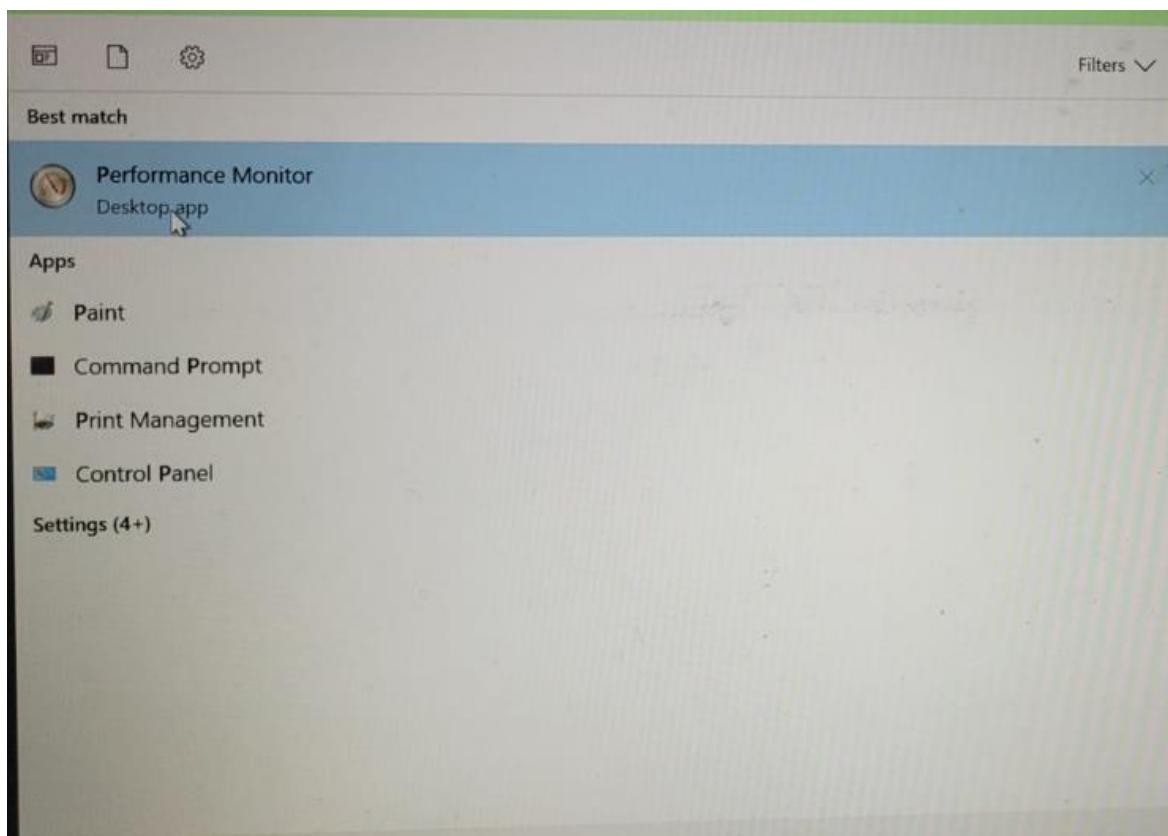 Filters
Best match
Performance Monitor
Desktop app
Apps
Paint
Command Prompt
Print Management
Control Panel
Settings (4+)